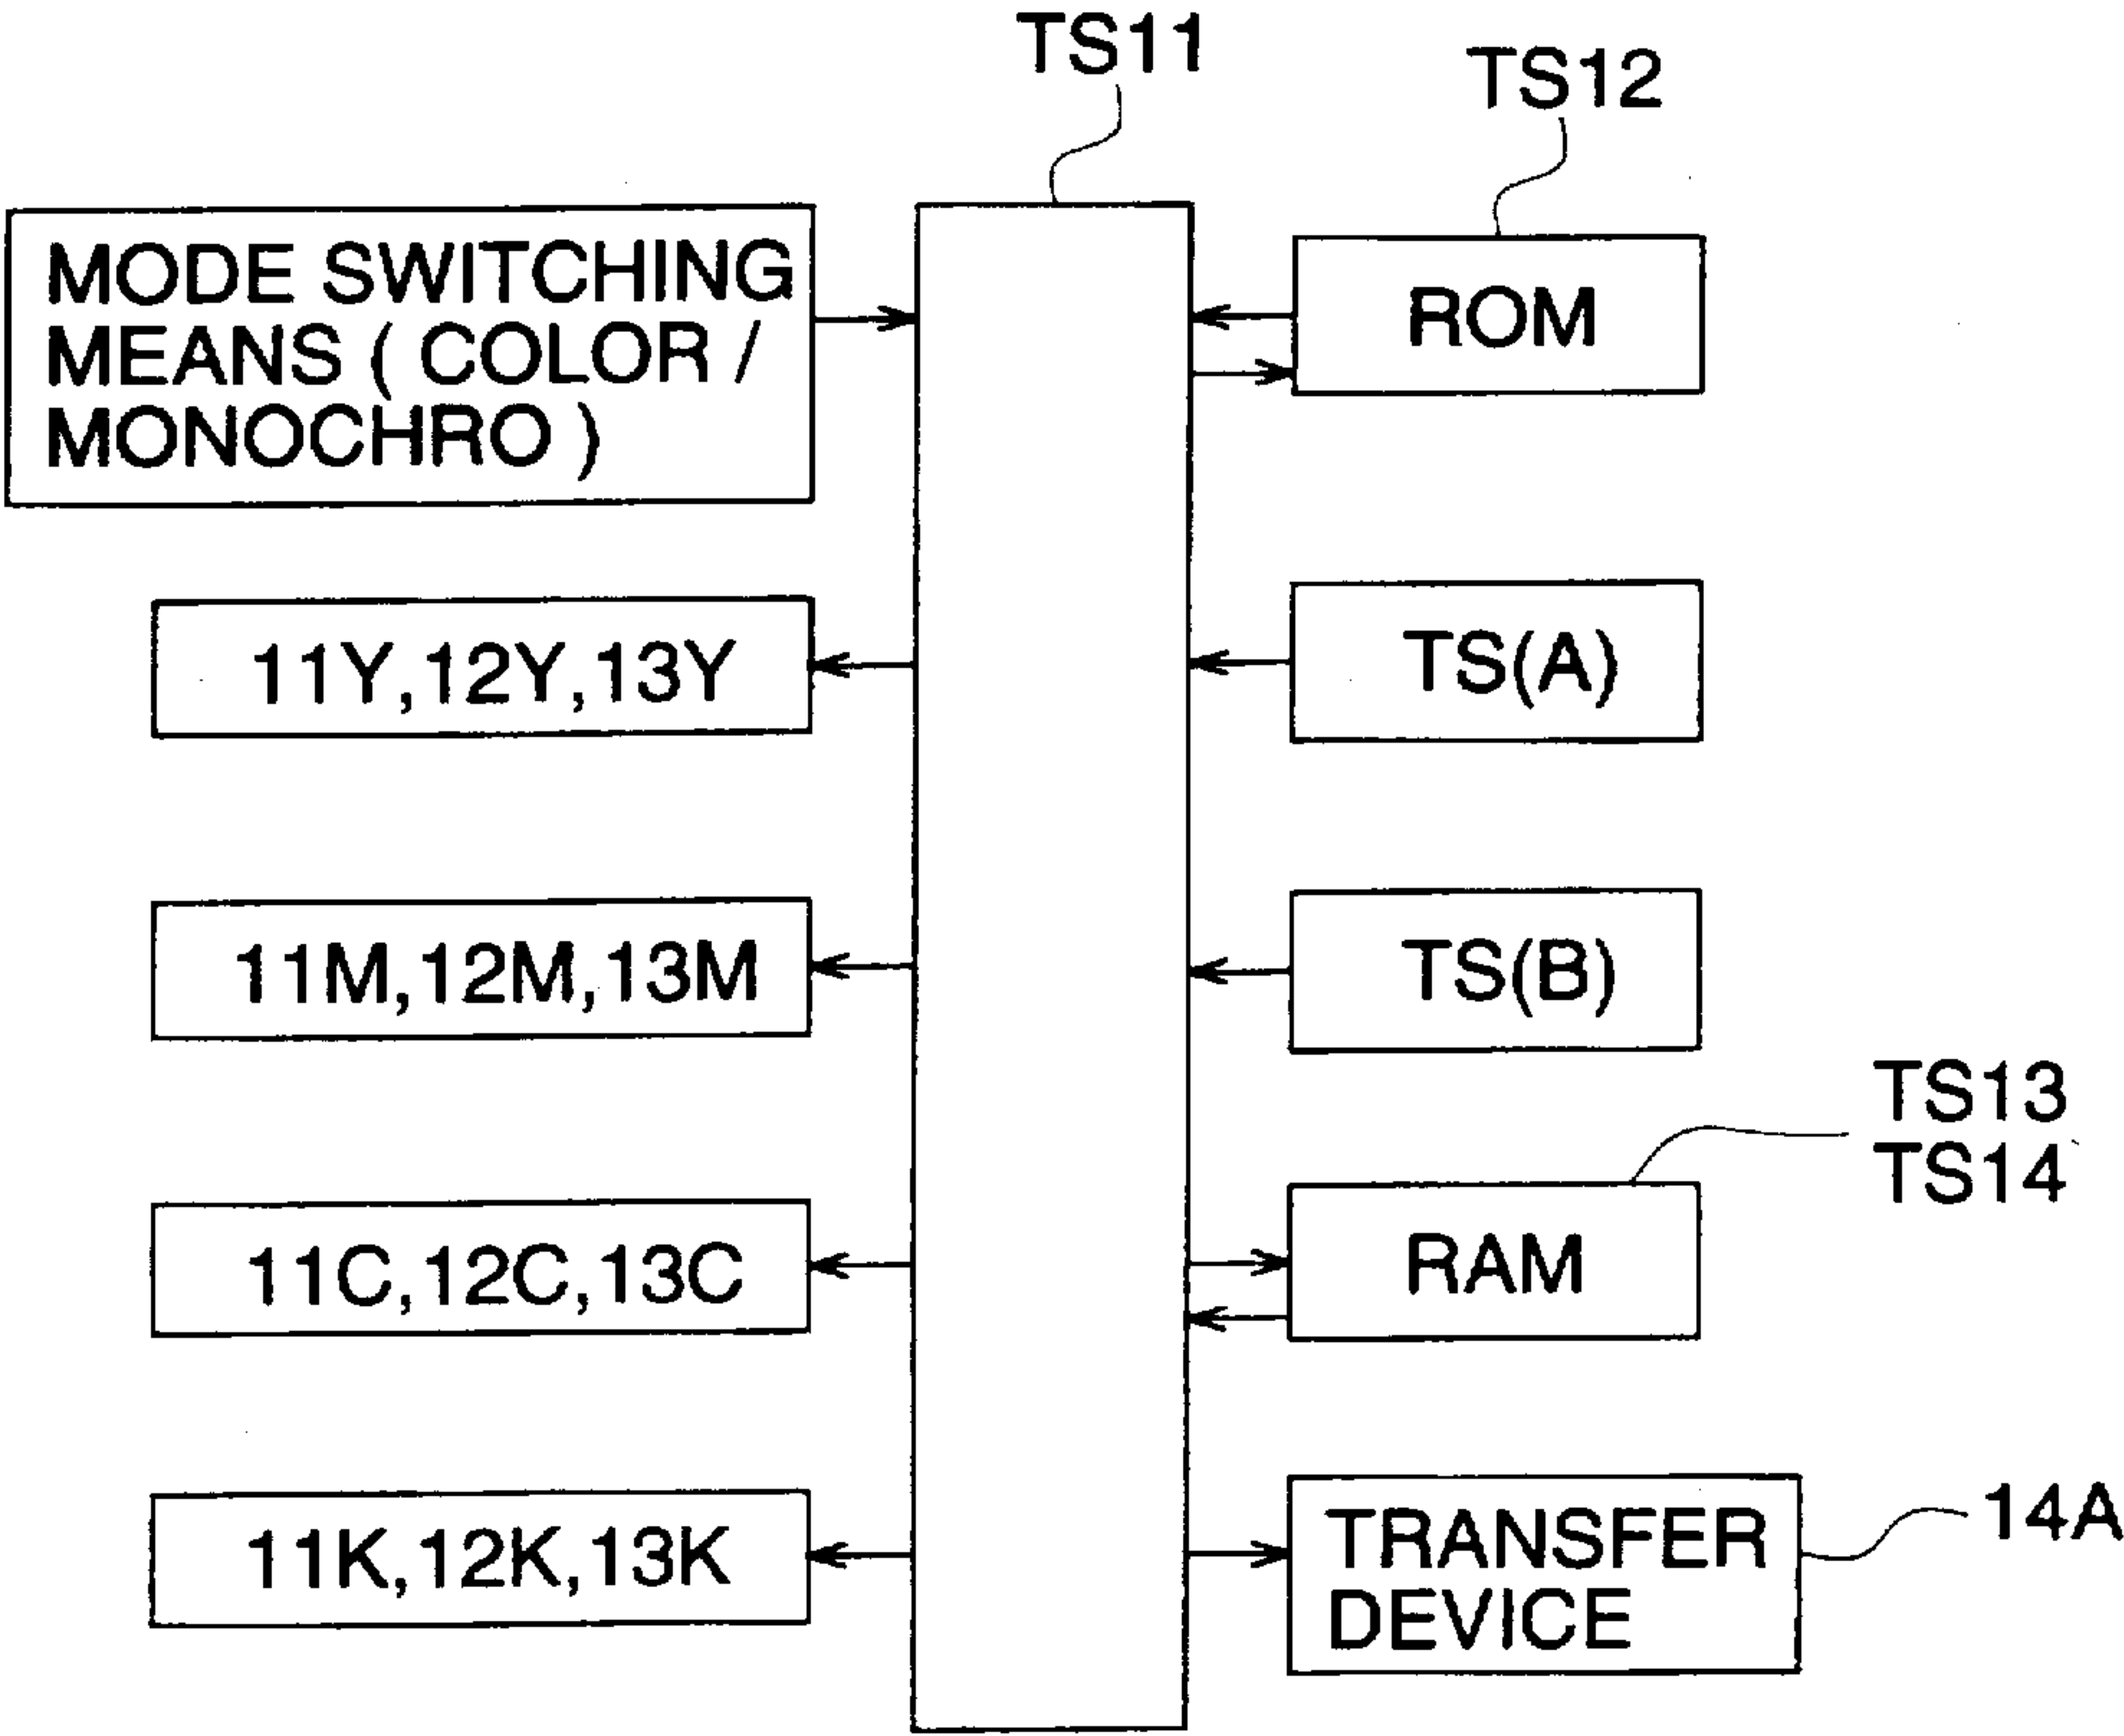 TS11
TS12
MODE SWITCHING
MEANS ( COLOR /
MONOCHRO )
ROM
11Y,12Y,13Y
TS(A)
11M,12M,13M
TS(B)
TS13
TS14
11C,12C,13C
RAM
11K,12K,13K
TRANSFER
DEVICE
14A